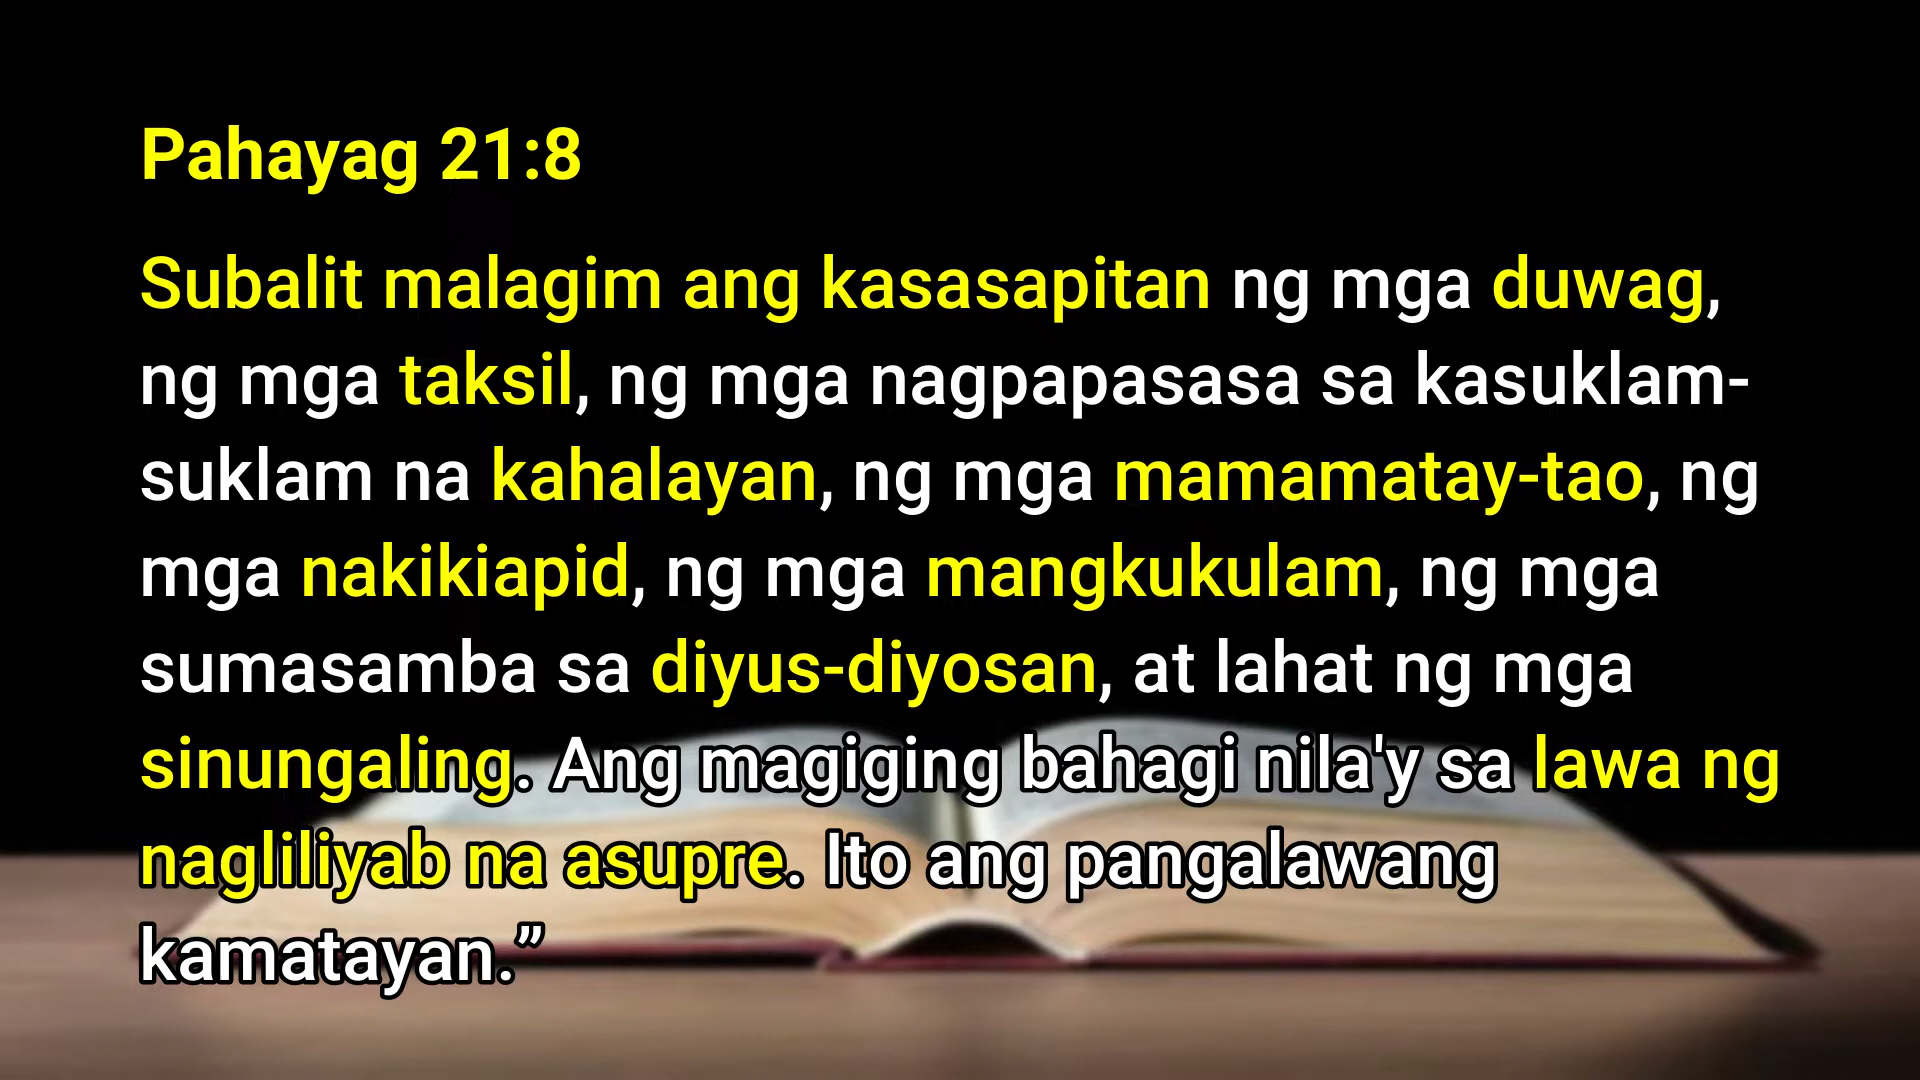 Pahayag 21:8
Subalit malagim ang kasasapitan ng mga duwag,
ng mga taksil, ng mga nagpapasasa sa kasuklam-
suklam na kahalayan, ng mga mamamatay-tao, ng
mga nakikiapid, ng mga mangkukulam, ng mga
sumasamba sa diyus-diyosan, at lahat ng mga
sinungaling. Ang magiging bahagi nila'y sa lawa ng
nagliliyab na asupre. Ito ang pangalawang
kamatayan.”